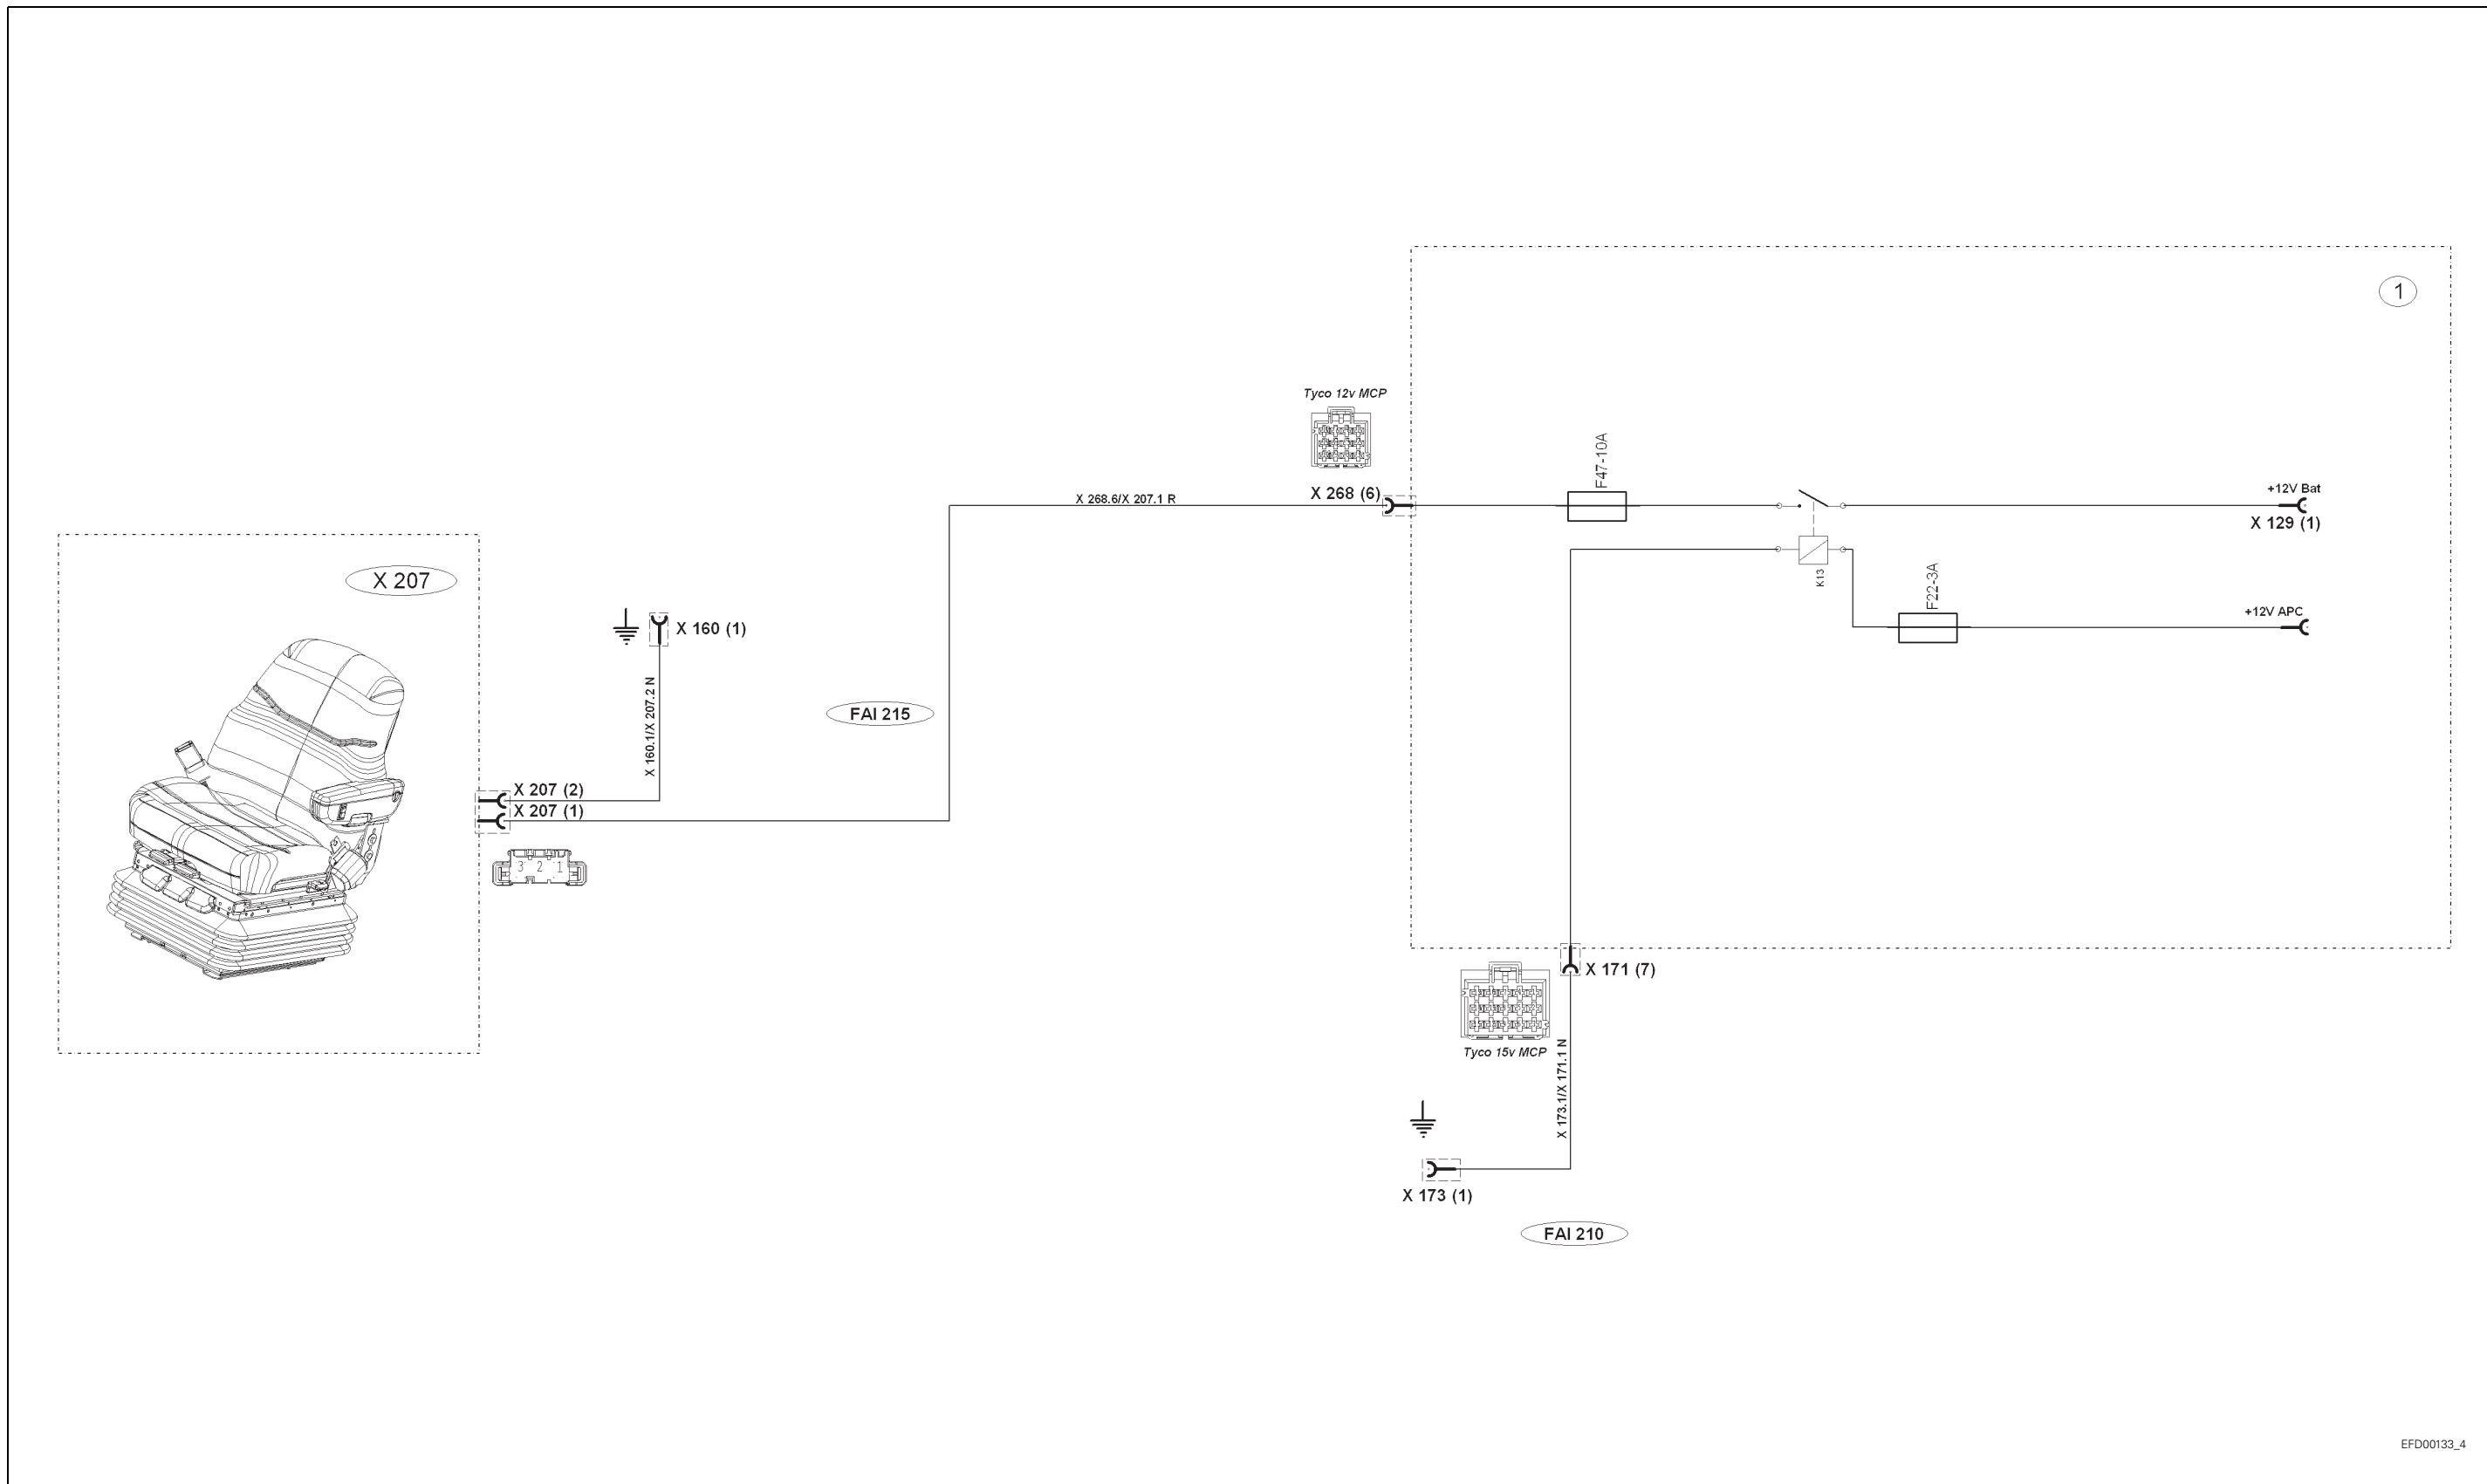 1
Tyco 12v MCP
F47-10A
X 268.6/X 207.1 R
X 268 (6)
+12V Bat
X 129 (1)
X 207
K13
F22-3A
+12V APC
X 160 (1)
X 160.1/X 207.2 N
FAI 215
X 207 (2)
X 207 (1)
3 2 1
X 171 (7)
Tyco 15v MCP
X 173.1/X 171.1 N
X 173 (1)
FAI 210
EFD00133_4